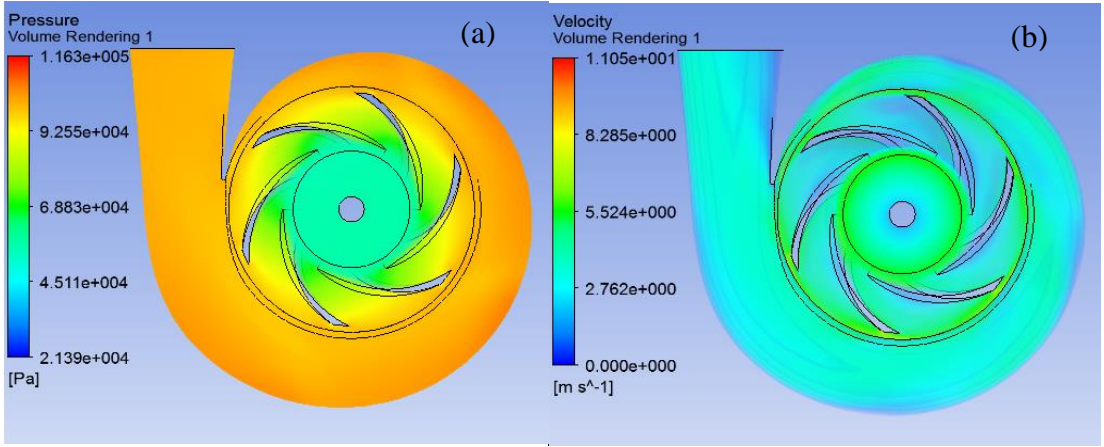 Pressure
Volume Rendering 1
(a)
1.163e+005
9.255e+004
6.883e+004
4.511e+004
2.139e+004
[Pa]
Velocity
Volume Rendering 1
(b)
1.105e+001
8.285e+000
5.524e+000
2.762e+000
0.000e+000
[m s^-1]